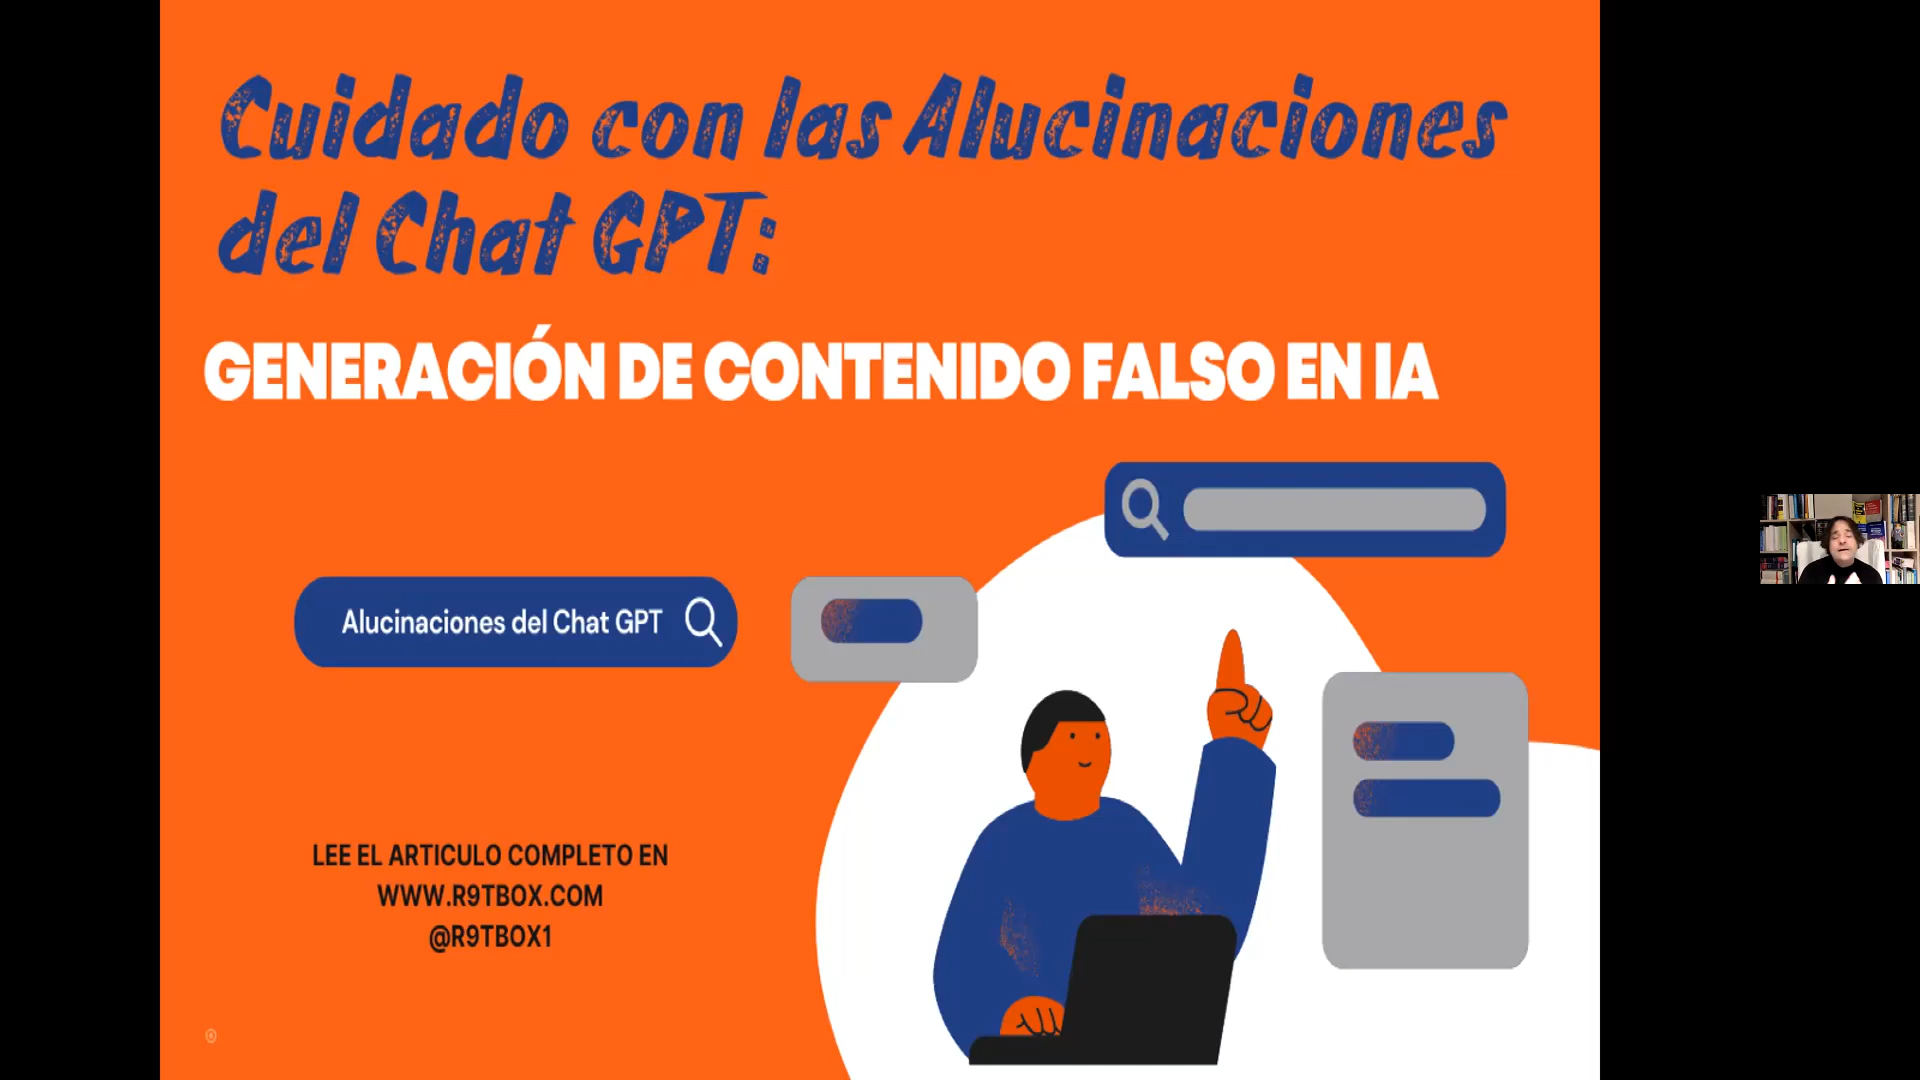 Cuidado con las Alucinaciones
del Chat GPT:
GENERACIÓN DE CONTENIDO FALSO EN IA
Alucinaciones del Chat GPT
LEE EL ARTICULO COMPLETO EN
WWW.R9TBOX.COM
@R9TBOX1